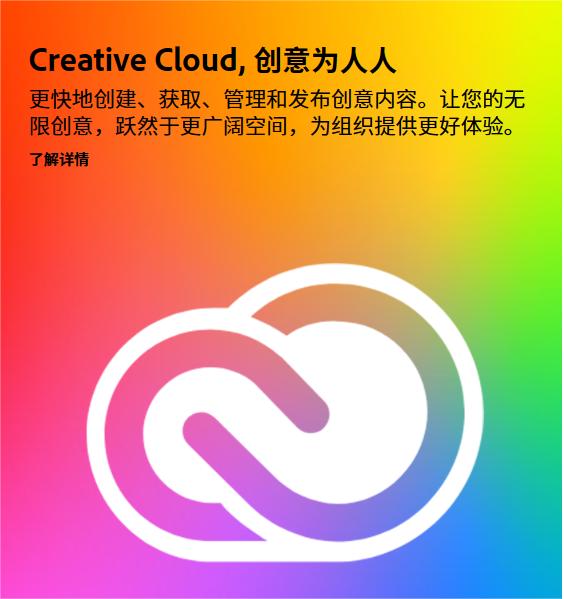 Creative Cloud, 创意为人人
更快地创建、获取、管理和发布创意内容。让您的无
限创意，跃然于更广阔空间，为组织提供更好体验。
了解详情